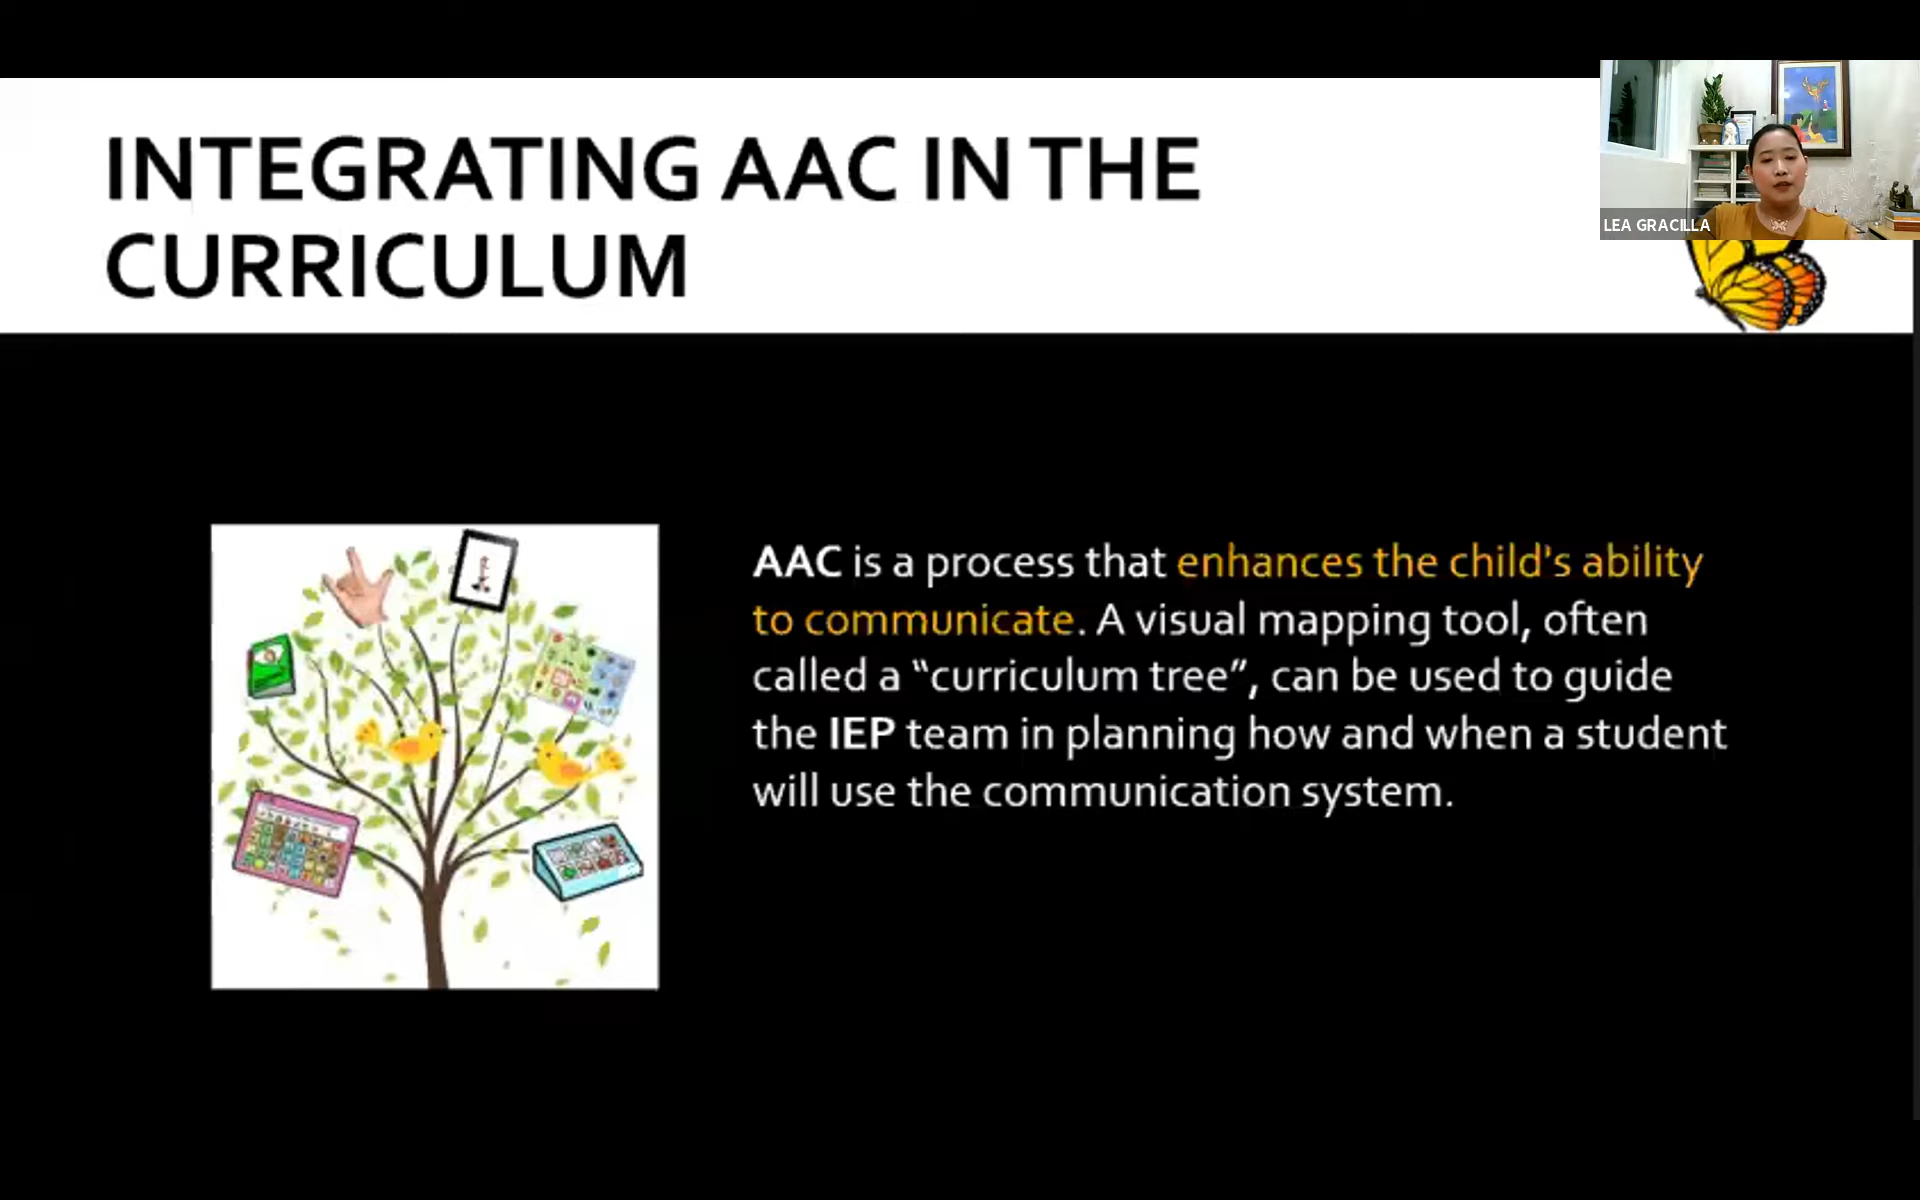 INTEGRATING AAC IN THE
CURRICULUM
LEA GRACILLA
AAC is a process that enhances the child's ability
to communicate. A visual mapping tool, often
called a “curriculum tree”, can be used to guide
the IEP team in planning how and when a student
will use the communication system.